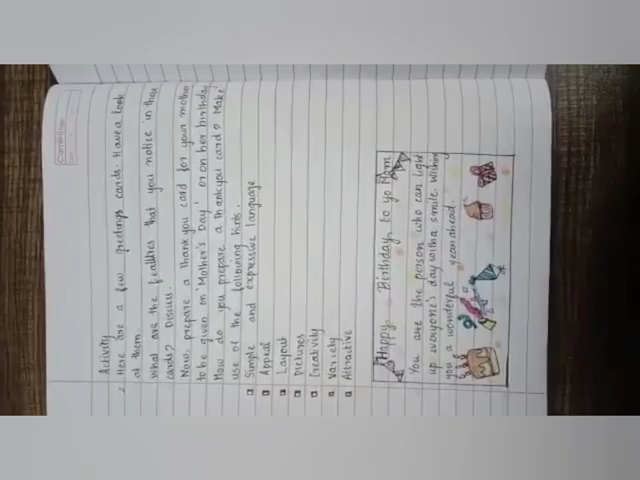 Activity
Here are a few greetings cards. Have a look
at them.
What are the features that you notice in these
cards? Discuss.
Now, prepare a thank you card for your mother
to be given on 'Mother's Day' or on her birthday
How do you prepare a thank you card? Make
use of the following hints.
Simple and expressive language
Appeal
Layout
Pictures
Creativity
Variety
Attractive
Happy Birthday to yo Mom
You are the person who can light
up everyone's day with a smile wishing
you a wonderful year ahead.